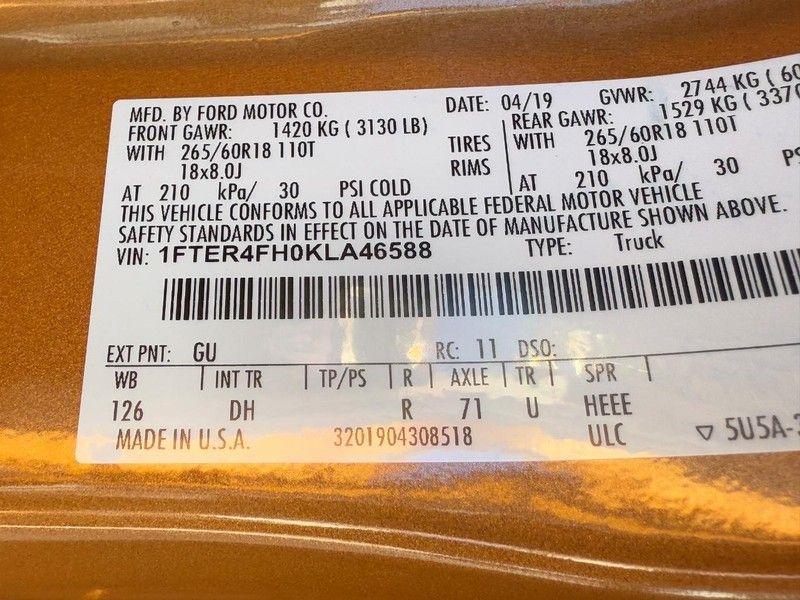 MFD. BY FORD MOTOR CO. DATE: 04/19 GVWR: 2744 KG ( 60
FRONT GAWR: 1420 KG ( 3130 LB) REAR GAWR: 1529 KG ( 3370
WITH 265/60R18 110T TIRES WITH 265/60R18 110T
18x8.0J RIMS 18x8.0J
AT 210 kPa/ 30 PSI COLD AT 210 kPa/ 30 PS
THIS VEHICLE CONFORMS TO ALL APPLICABLE FEDERAL MOTOR VEHICLE
SAFETY STANDARDS IN EFFECT ON THE DATE OF MANUFACTURE SHOWN ABOVE.
VIN: 1FTER4FH0KLA46588 TYPE: Truck
EXT PNT: GU RC: 11 DSO:
WB INT TR TP/PS R AXLE TR SPR
126 DH R 71 U HEEE
MADE IN U.S.A. 3201904308518 ULC ▽ 5U5A-3